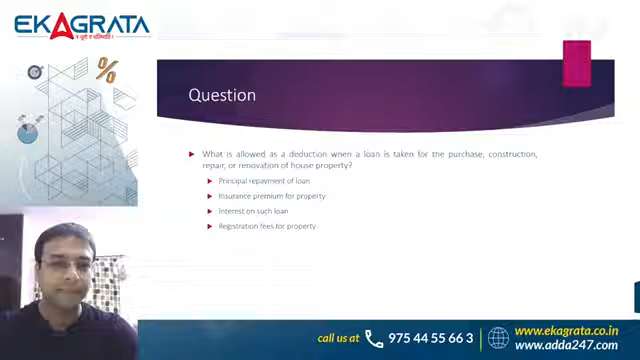 EKAGRATA
Question
What is allowed as a deduction when a loan is taken for the purchase, construction,
repair, or renovation of house property?
Principal repayment of loan
Insurance premium for property
Interest on such loan
Registration fees for property
call us at 975 44 55 66 3
www.ekagrata.co.in
www.adda247.com